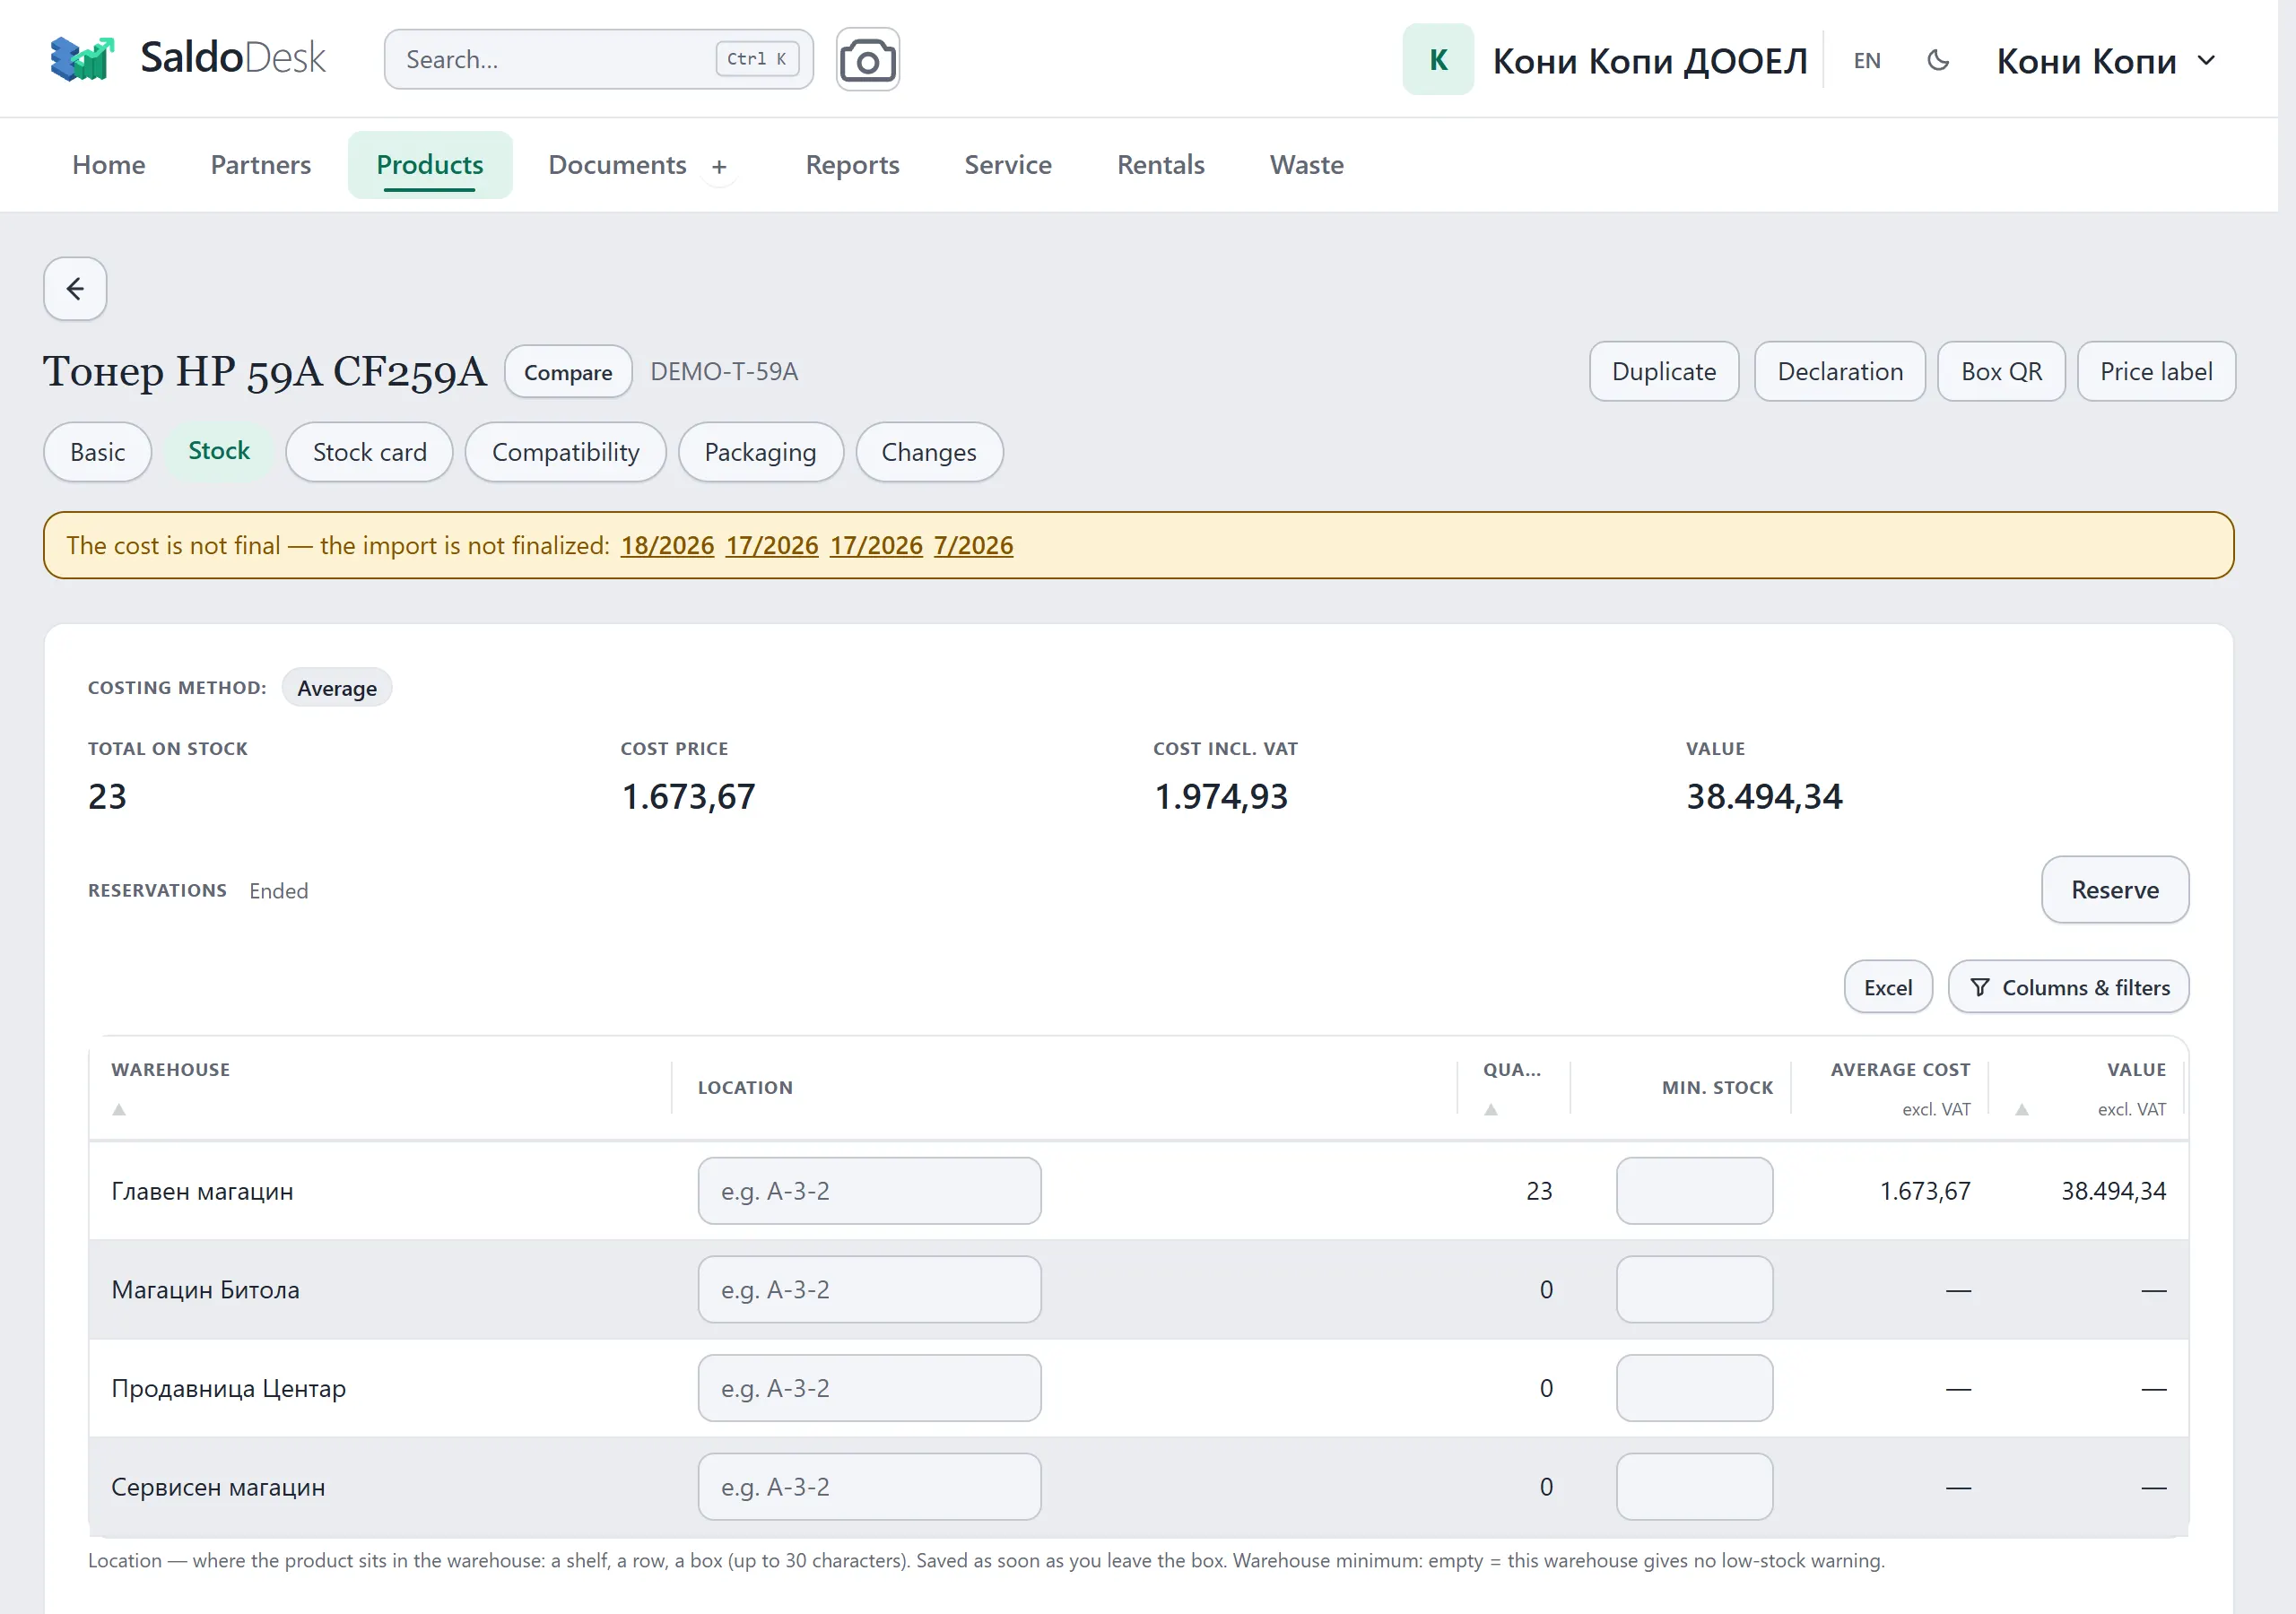 SaldoDesk Search... Ctrl K К Кони Копи ДООЕЛ EN Кони Копи
Home Partners Products Documents + Reports Service Rentals Waste
Тонер HP 59A CF259A Compare DEMO-T-59A Duplicate Declaration Box QR Price label
Basic Stock Stock card Compatibility Packaging Changes
The cost is not final — the import is not finalized: 18/2026 17/2026 17/2026 7/2026
COSTING METHOD: Average
TOTAL ON STOCK COST PRICE COST INCL. VAT VALUE
23 1.673,67 1.974,93 38.494,34
RESERVATIONS Ended Reserve
Excel Columns & filters
WAREHOUSE LOCATION QUA... MIN. STOCK AVERAGE COST VALUE
excl. VAT excl. VAT
Главен магацин e.g. A-3-2 23 1.673,67 38.494,34
Магацин Битола e.g. A-3-2 0 — —
Продавница Центар e.g. A-3-2 0 — —
Сервисен магацин e.g. A-3-2 0 — —
Location — where the product sits in the warehouse: a shelf, a row, a box (up to 30 characters). Saved as soon as you leave the box. Warehouse minimum: empty = this warehouse gives no low-stock warning.